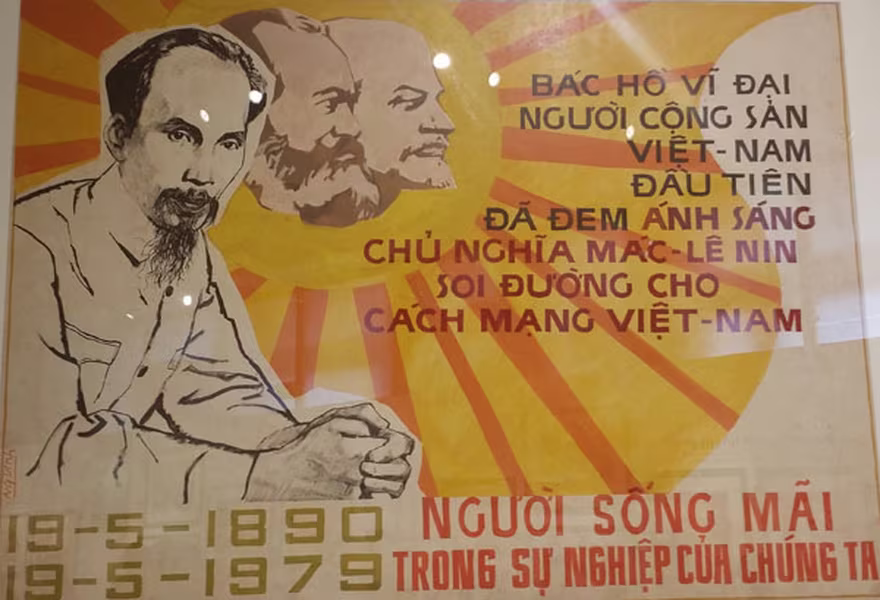 BÁC HỒ VĨ ĐẠI
NGƯỜI CỘNG SẢN
VIỆT-NAM
ĐẦU TIÊN
ĐÃ ĐEM ÁNH SÁNG
CHỦ NGHĨA MÁC-LÊ NIN
SOI ĐƯỜNG CHO
CÁCH MẠNG VIỆT-NAM
19-5-1890 NGƯỜI SỐNG MÃI
19-5-1979 TRONG SỰ NGHIỆP CỦA CHÚNG TA